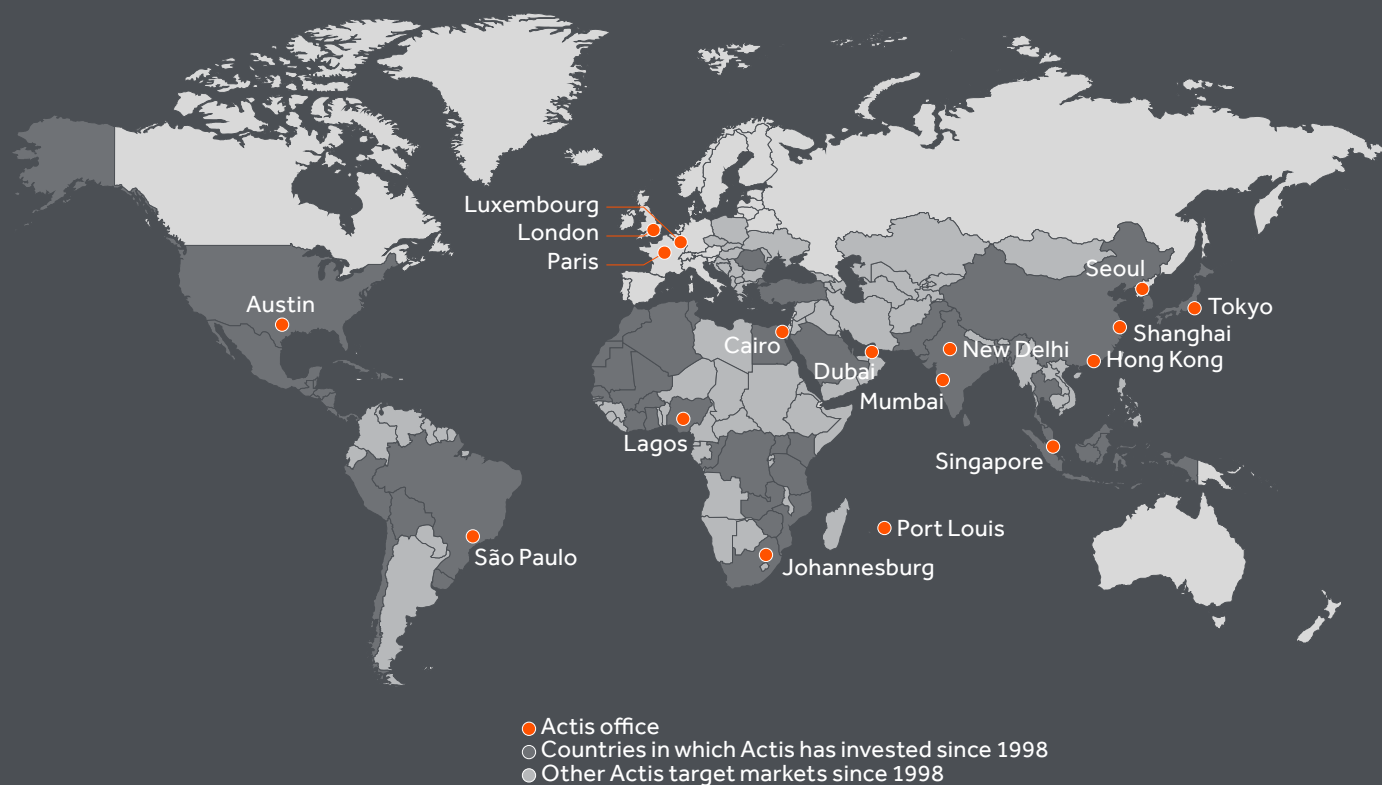 Luxembourg
London
Paris
Austin
Seoul
Tokyo
Shanghai
Cairo
New Delhi
Hong Kong
Dubai
Mumbai
Lagos
Singapore
Port Louis
São Paulo
Johannesburg
Actis office
Countries in which Actis has invested since 1998
Other Actis target markets since 1998